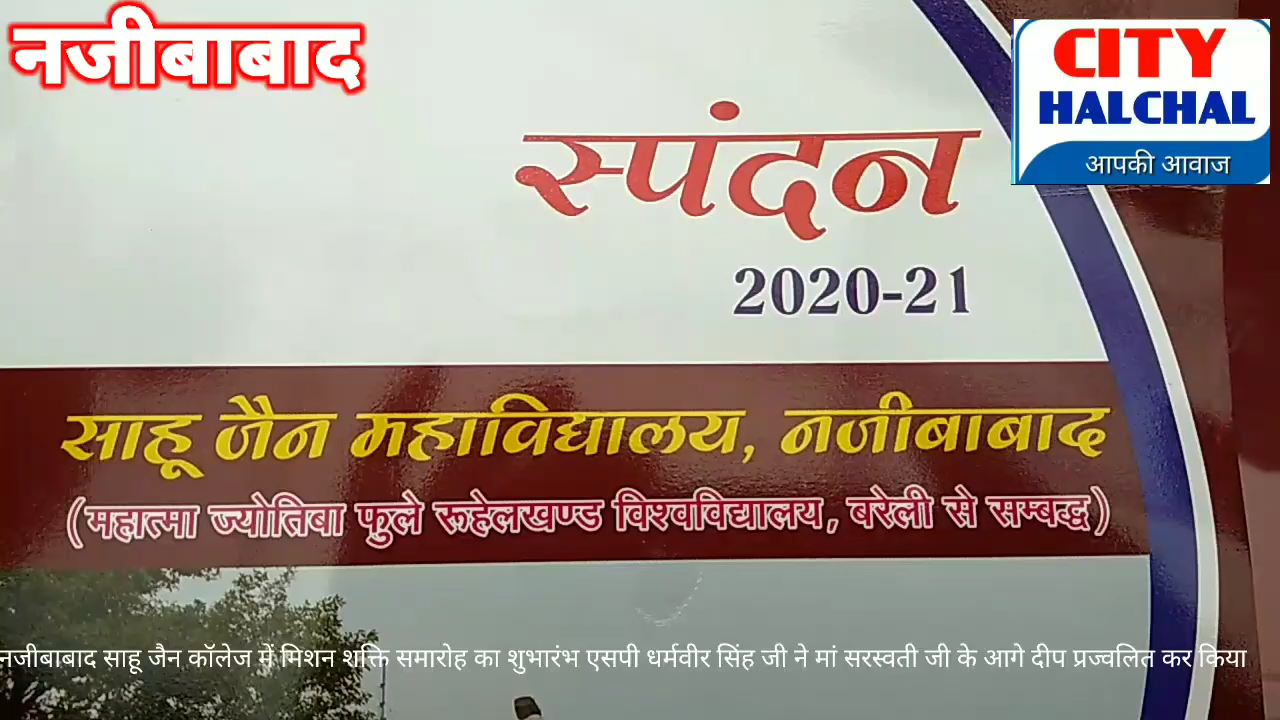 नजीबाबाद
CITY
HALCHAL
आपकी आवाज
स्पंदन
2020-21
साहू जैन महाविद्यालय, नजीबाबाद
(महात्मा ज्योतिबा फुले रूहेलखण्ड विश्वविद्यालय, बरेली से सम्बद्ध)
नजीबाबाद साहू जैन कॉलेज में मिशन शक्ति समारोह का शुभारंभ एसपी धर्मवीर सिंह जी ने मां सरस्वती जी के आगे दीप प्रज्वलित कर किया